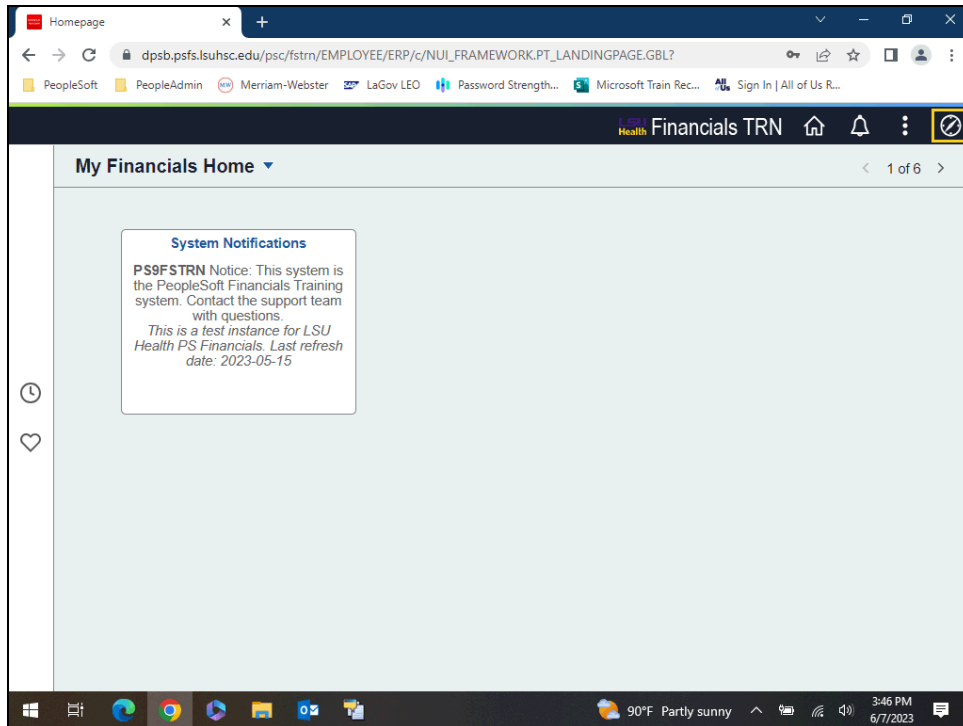 Homepage
dpsb.psfs.lsuhsc.edu/psc/fstrn/EMPLOYEE/ERP/c/NUI_FRAMEWORK.PT_LANDINGPAGE.GBL?
PeopleSoft PeopleAdmin Merriam-Webster LaGov LEO Password Strength... Microsoft Train Rec... Sign In | All of Us R...
LSU Health Financials TRN
My Financials Home
1 of 6
System Notifications
PS9FSTRN Notice: This system is
the PeopleSoft Financials Training
system. Contact the support team
with questions.
This is a test instance for LSU
Health PS Financials. Last refresh
date: 2023-05-15
90°F Partly sunny
3:46 PM
6/7/2023